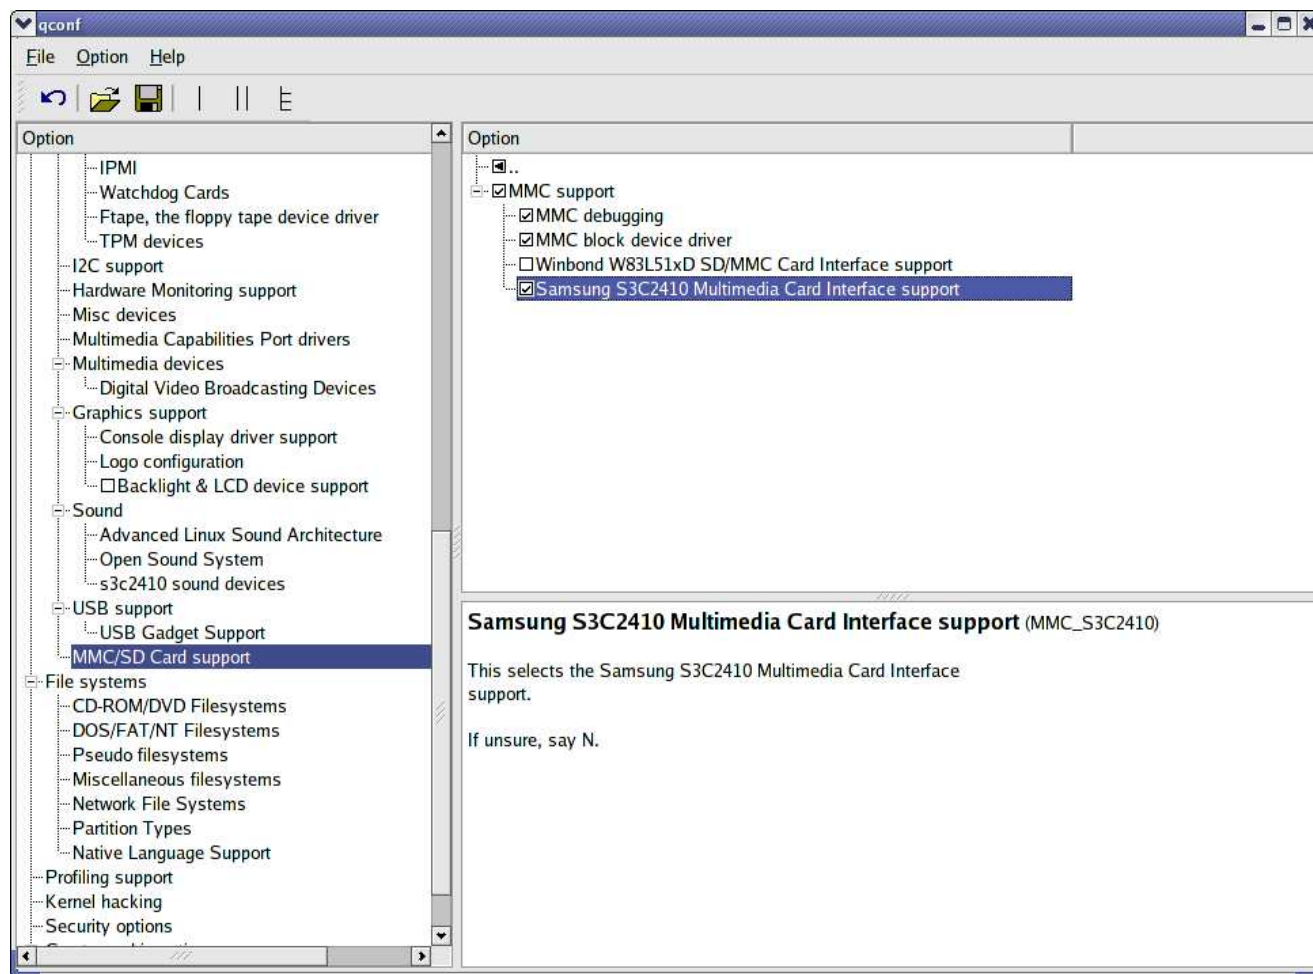 qconf
File Option Help
Option
IPMI
Watchdog Cards
Ftape, the floppy tape device driver
TPM devices
I2C support
Hardware Monitoring support
Misc devices
Multimedia Capabilities Port drivers
Multimedia devices
Digital Video Broadcasting Devices
Graphics support
Console display driver support
Logo configuration
Backlight & LCD device support
Sound
Advanced Linux Sound Architecture
Open Sound System
s3c2410 sound devices
USB support
USB Gadget Support
MMC/SD Card support
File systems
CD-ROM/DVD Filesystems
DOS/FAT/NT Filesystems
Pseudo filesystems
Miscellaneous filesystems
Network File Systems
Partition Types
Native Language Support
Profiling support
Kernel hacking
Security options
Option
..
MMC support
MMC debugging
MMC block device driver
Winbond W83L51xD SD/MMC Card Interface support
Samsung S3C2410 Multimedia Card Interface support
Samsung S3C2410 Multimedia Card Interface support (MMC_S3C2410)
This selects the Samsung S3C2410 Multimedia Card Interface
support.
If unsure, say N.